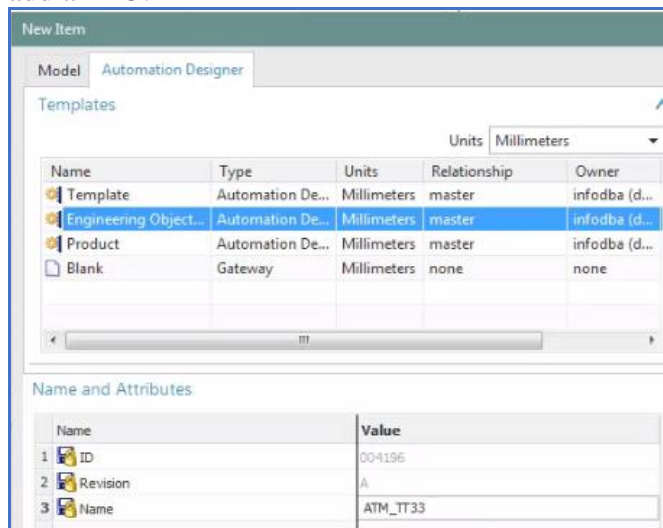 New Item
Model Automation Designer
Templates
Units Millimeters
Name Type Units Relationship Owner
Template Automation De... Millimeters master infodba (d...
Engineering Object... Automation De... Millimeters master infodba (d...
Product Automation De... Millimeters master infodba (d...
Blank Gateway Millimeters none none
Name and Attributes
Name Value
1 ID 004196
2 Revision A
3 Name ATM_TT33